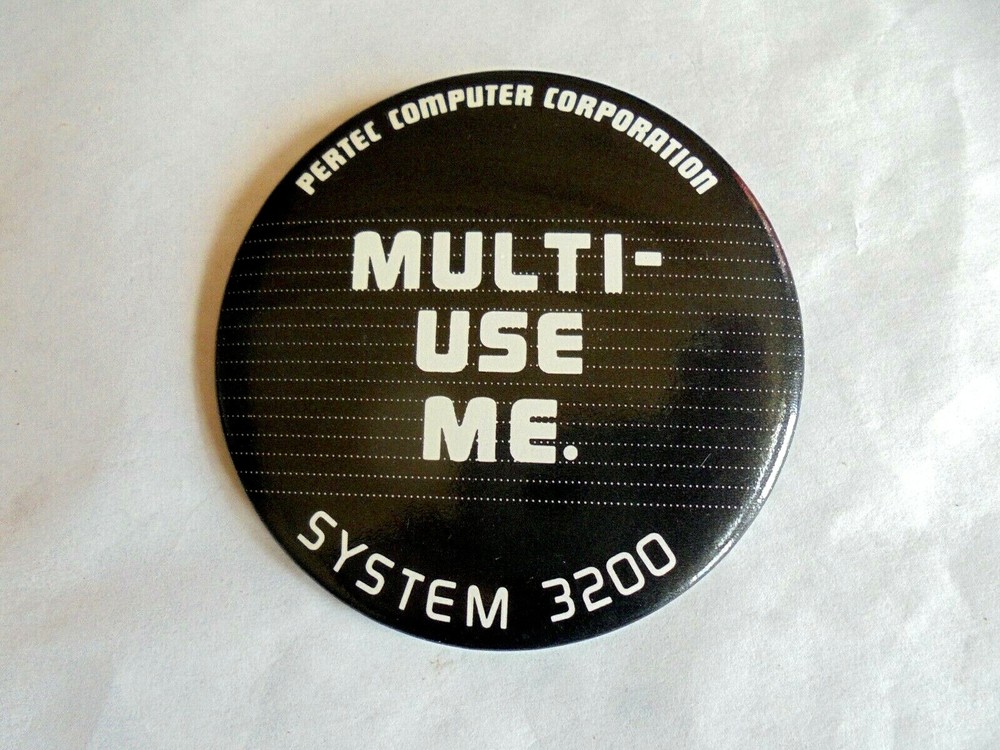 PERTEC COMPUTER CORPORATION
MULTI-
USE
ME.
SYSTEM 3200